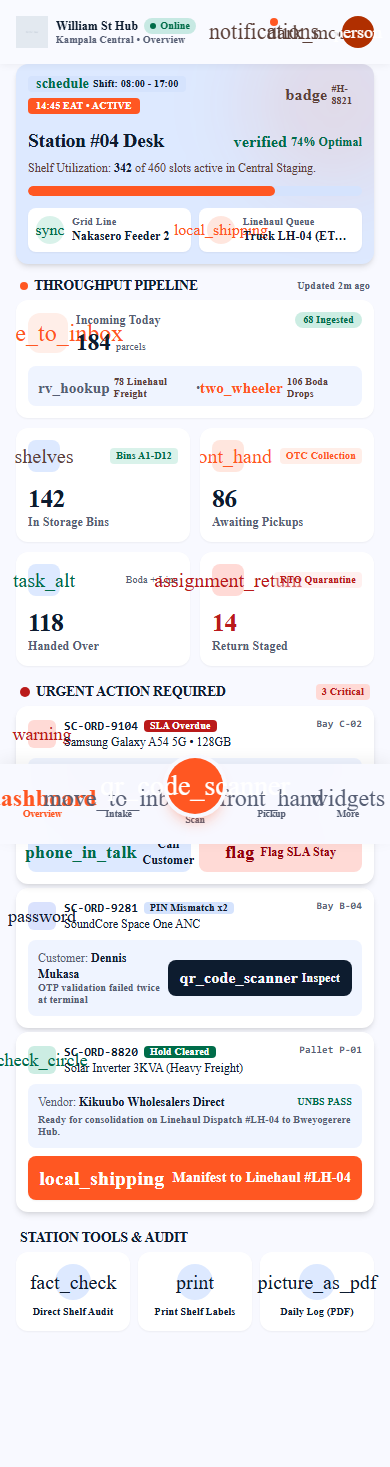 William St Hub Online
Kampala Central • Overview
notifications
schedule Shift: 08:00 - 17:00
badge #H-8821
14:45 EAT • ACTIVE
Station #04 Desk
verified 74% Optimal
Shelf Utilization: 342 of 460 slots active in Central Staging.
sync Grid Line
Nakasero Feeder 2
local_shipping Linehaul Queue
Truck LH-04 (ET…
THROUGHPUT PIPELINE
Updated 2m ago
e_to_inbox
Incoming Today
184 parcels
68 Ingested
rv_hookup 78 Linehaul Freight
two_wheeler 106 Boda Drops
shelves
Bins A1-D12
142
In Storage Bins
ont_hand
OTC Collection
86
Awaiting Pickups
task_alt
118
Handed Over
assignment_return
RTO Quarantine
14
Return Staged
URGENT ACTION REQUIRED
3 Critical
warning
SC-ORD-9104 SLA Overdue
Bay C-02
Samsung Galaxy A54 5G • 128GB
qr_code_scanner
front_hand
widgets
Overview
Intake
Scan
Pickup
More
phone_in_talk Call Customer
flag Flag SLA Stay
password
SC-ORD-9281 PIN Mismatch x2
Bay B-04
SoundCore Space One ANC
Customer: Dennis Mukasa
OTP validation failed twice at terminal
qr_code_scanner Inspect
check_circle
SC-ORD-8820 Hold Cleared
Pallet P-01
Solar Inverter 3KVA (Heavy Freight)
Vendor: Kikuubo Wholesalers Direct
UNBS PASS
Ready for consolidation on Linehaul Dispatch #LH-04 to Bweyogerere Hub.
local_shipping Manifest to Linehaul #LH-04
STATION TOOLS & AUDIT
fact_check
Direct Shelf Audit
print
Print Shelf Labels
picture_as_pdf
Daily Log (PDF)